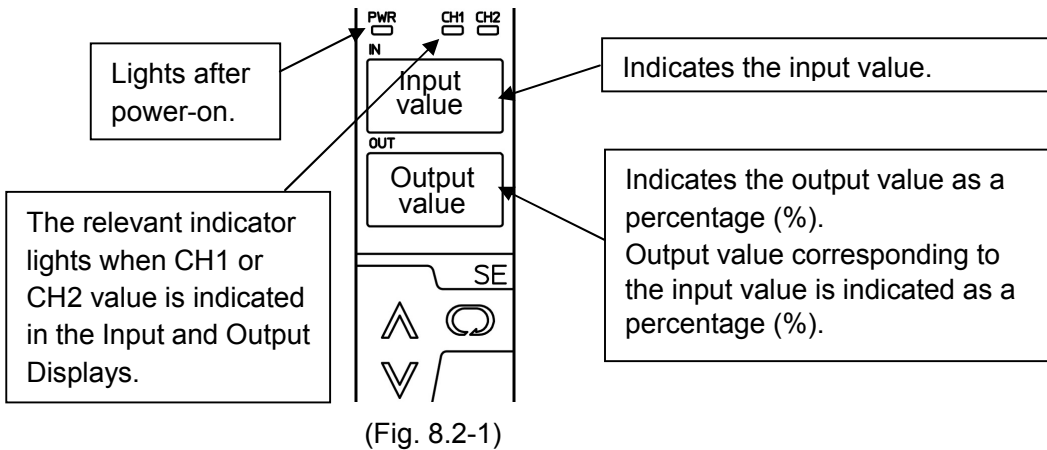 PWR CH1 CH2
IN
Input
value
OUT
Output
value
SE
Lights after
power-on.
The relevant indicator
lights when CH1 or
CH2 value is indicated
in the Input and Output
Displays.
Indicates the input value.
Indicates the output value as a
percentage (%).
Output value corresponding to
the input value is indicated as a
percentage (%).
(Fig. 8.2-1)